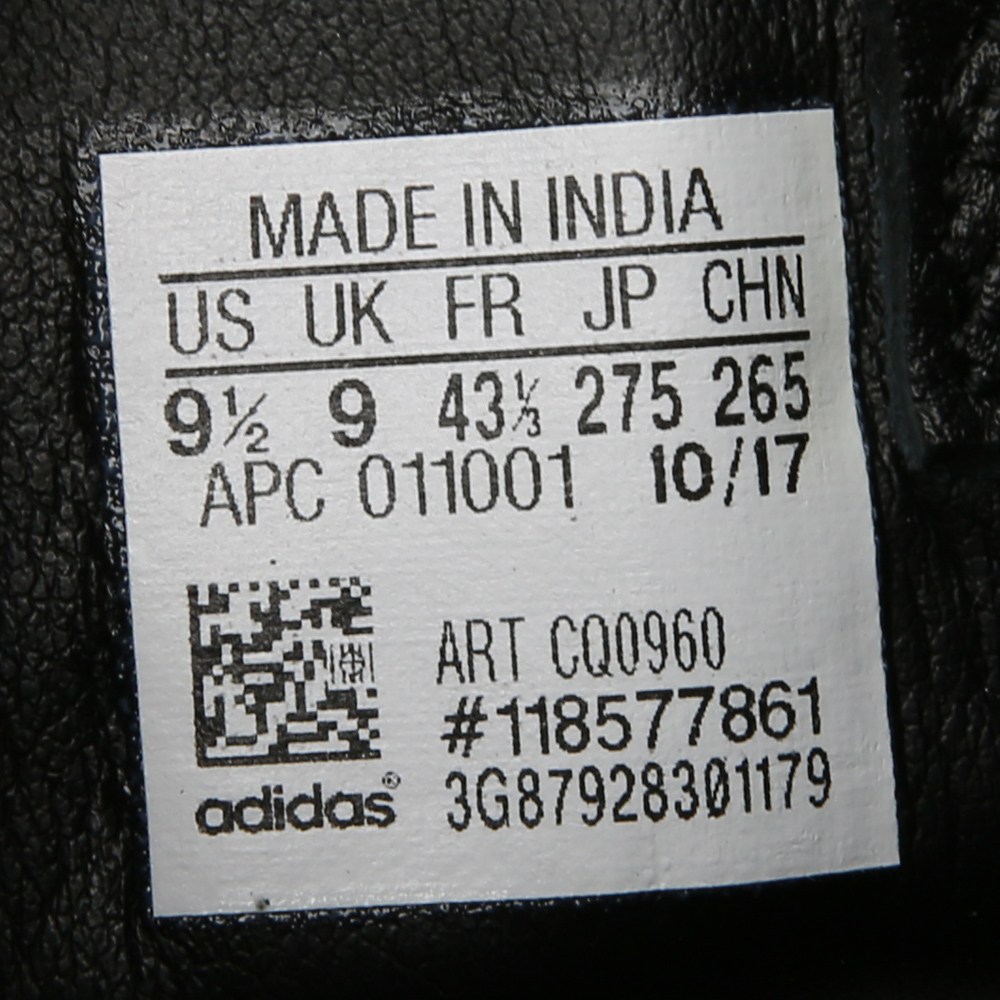 MADE IN INDIA
US UK FR JP CHN
9½ 9 43⅓ 275 265
APC 011001 10/17
ART CQ0960
#118577861
adidas® 3G87928301179